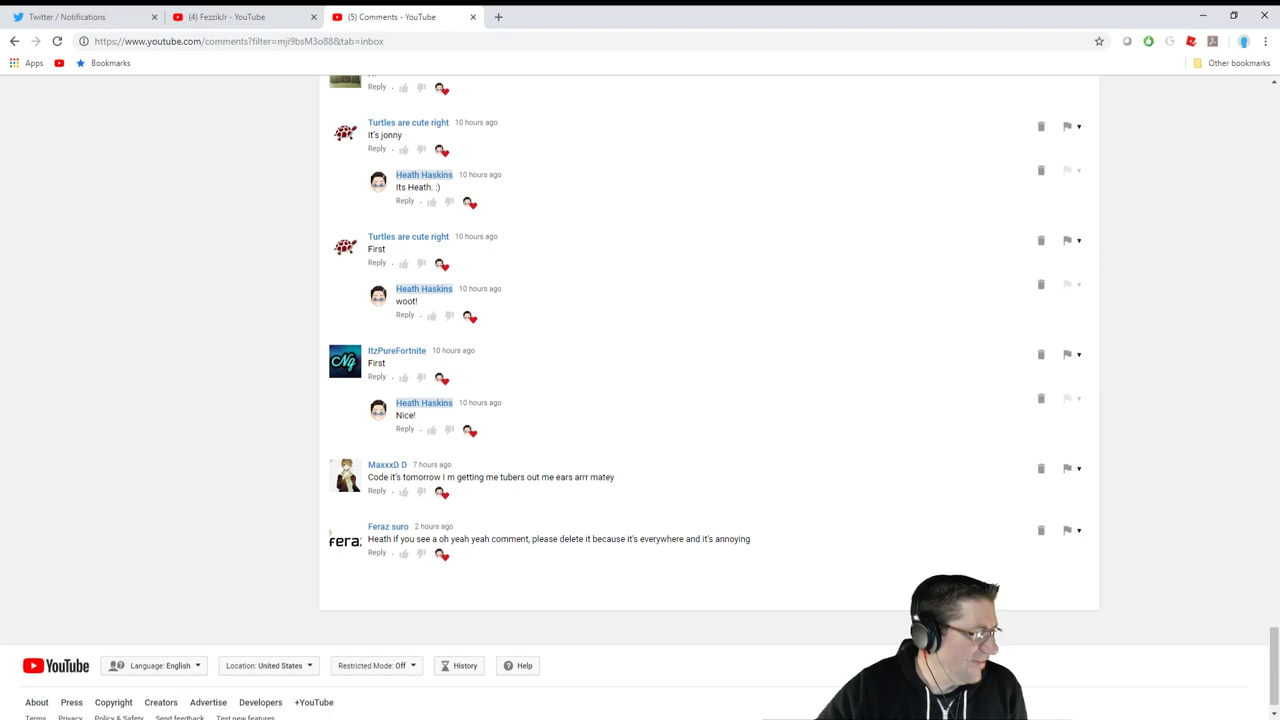 Twitter / Notifications
(4) FezzikJr - YouTube
(5) Comments - YouTube
https://www.youtube.com/comments?filter=mji9bsM3o88&tab=inbox
Apps
Bookmarks
Other bookmarks
Reply .
Turtles are cute right 10 hours ago
It's jonny
Reply .
Heath Haskins 10 hours ago
Its Heath. :)
Reply .
Turtles are cute right 10 hours ago
First
Reply .
Heath Haskins 10 hours ago
woot!
Reply .
ItzPureFortnite 10 hours ago
First
Reply .
Heath Haskins 10 hours ago
Nice!
Reply .
MaxxxD D 7 hours ago
Code it's tomorrow I m getting me tubers out me ears arrr matey
Reply .
Feraz suro 2 hours ago
feraz
Heath if you see a oh yeah yeah comment, please delete it because it's everywhere and it's annoying
Reply .
YouTube
Language: English
Location: United States
Restricted Mode: Off
History
Help
About Press Copyright Creators Advertise Developers +YouTube
Terms Privacy Policy & Safety Send feedback Test new features